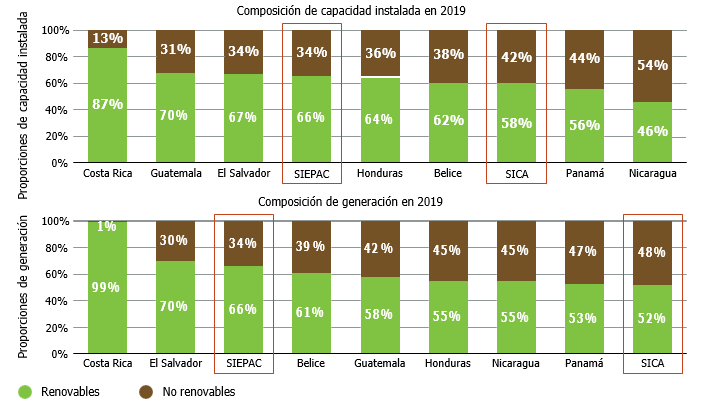 Composición de capacidad instalada en 2019
Proporciones de capacidad instalada
100%
80%
60%
40%
20%
0%
13% 31% 34% 34% 36% 38% 42% 44% 54%
87% 70% 67% 66% 64% 62% 58% 56% 46%
Costa Rica Guatemala El Salvador SIEPAC Honduras Belice SICA Panamá Nicaragua
Composición de generación en 2019
Proporciones de generación
100%
80%
60%
40%
20%
0%
1% 30% 34% 39% 42% 45% 45% 47% 48%
99% 70% 66% 61% 58% 55% 55% 53% 52%
Costa Rica El Salvador SIEPAC Belice Guatemala Honduras Nicaragua Panamá SICA
Renovables No renovables